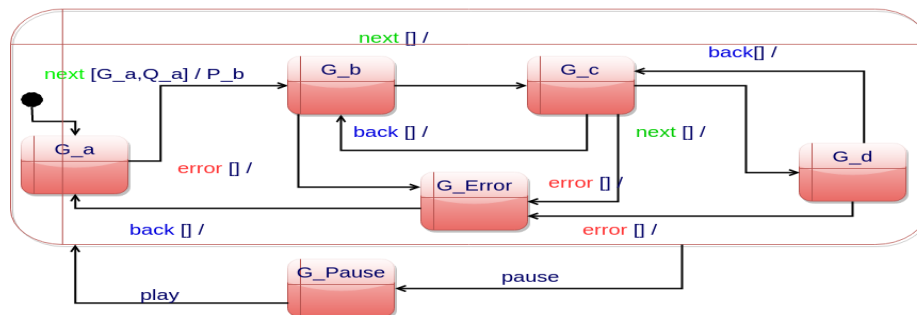 next [] /
back[] /
next [G_a,Q_a] / P_b
G_b
G_c
back [] /
next [] /
G_a
G_d
error [] /
G_Error
error [] /
back [] /
error [] /
G_Pause
pause
play